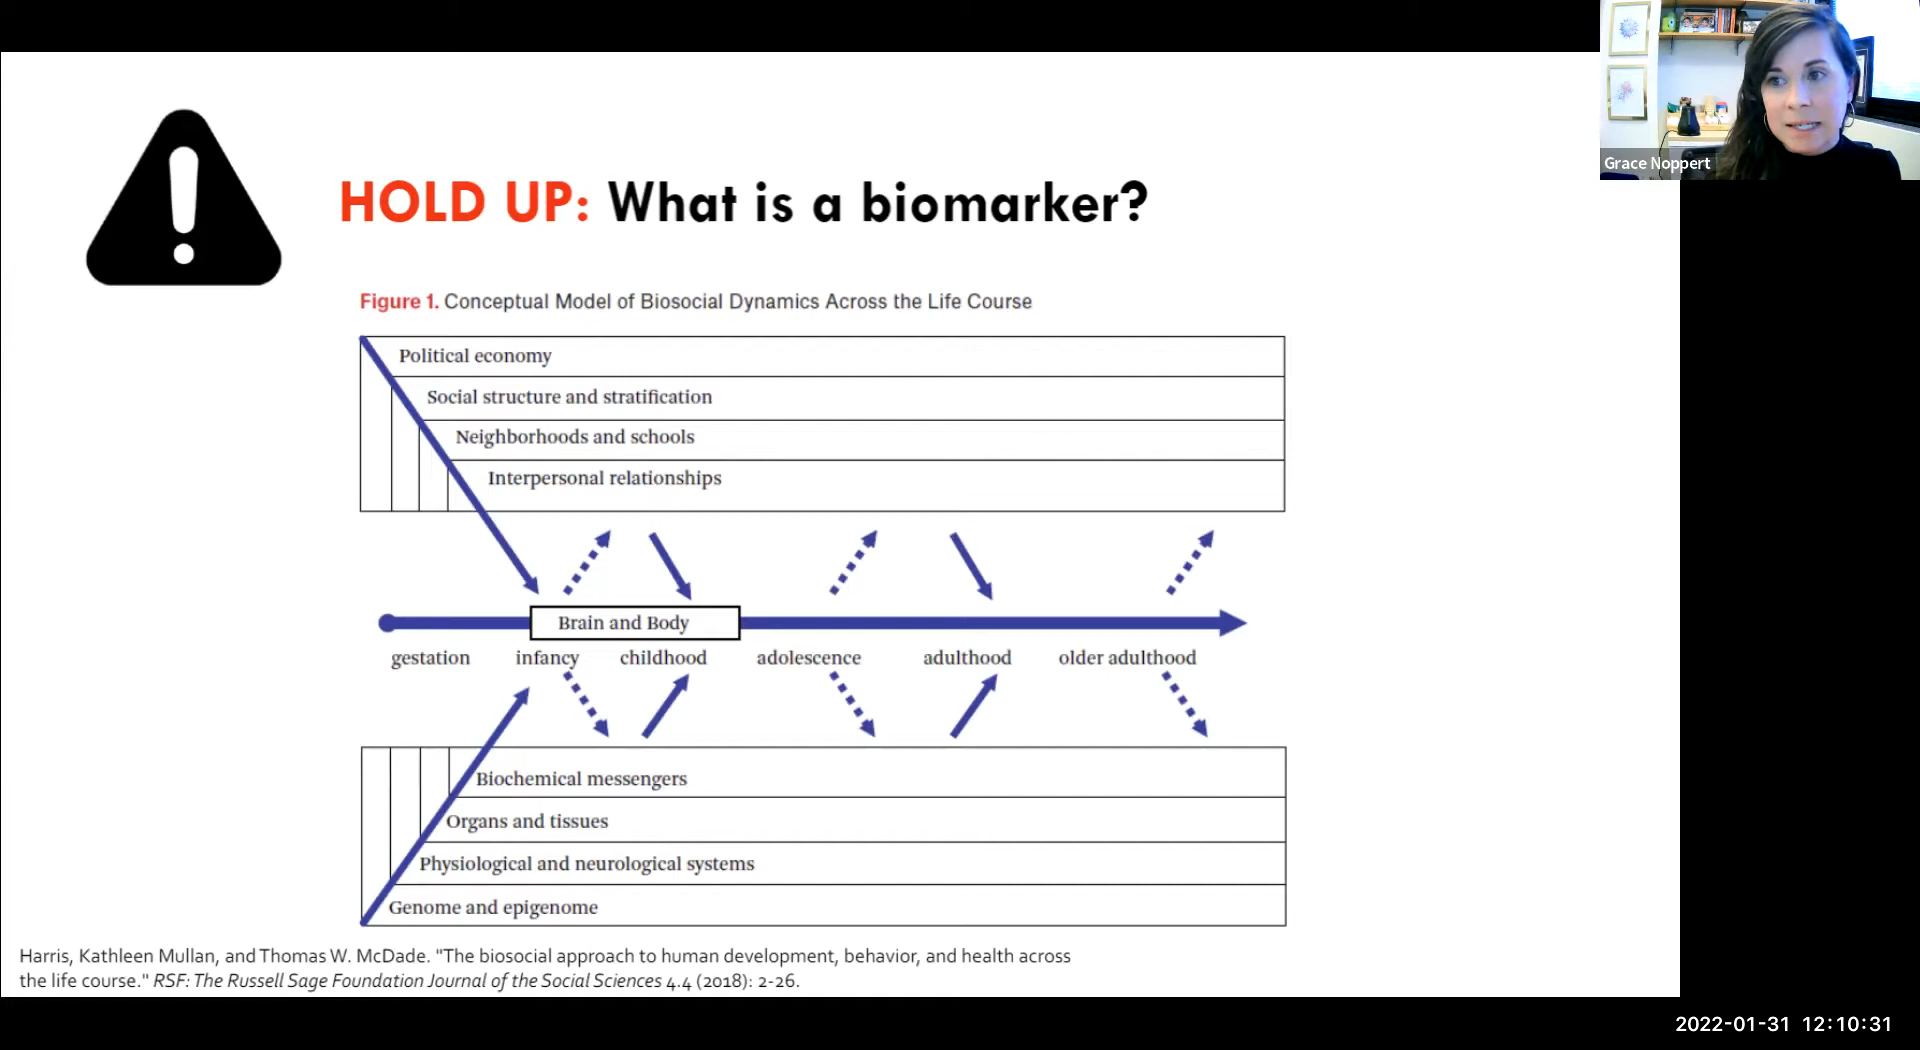 Grace Noppert
HOLD UP: What is a biomarker?
Figure 1. Conceptual Model of Biosocial Dynamics Across the Life Course
Political economy
Social structure and stratification
Neighborhoods and schools
Interpersonal relationships
Brain and Body
gestation infancy childhood adolescence adulthood older adulthood
Biochemical messengers
Organs and tissues
Physiological and neurological systems
Genome and epigenome
Harris, Kathleen Mullan, and Thomas W. McDade. "The biosocial approach to human development, behavior, and health across
the life course." RSF: The Russell Sage Foundation Journal of the Social Sciences 4.4 (2018): 2-26.
2022-01-31 12:10:31